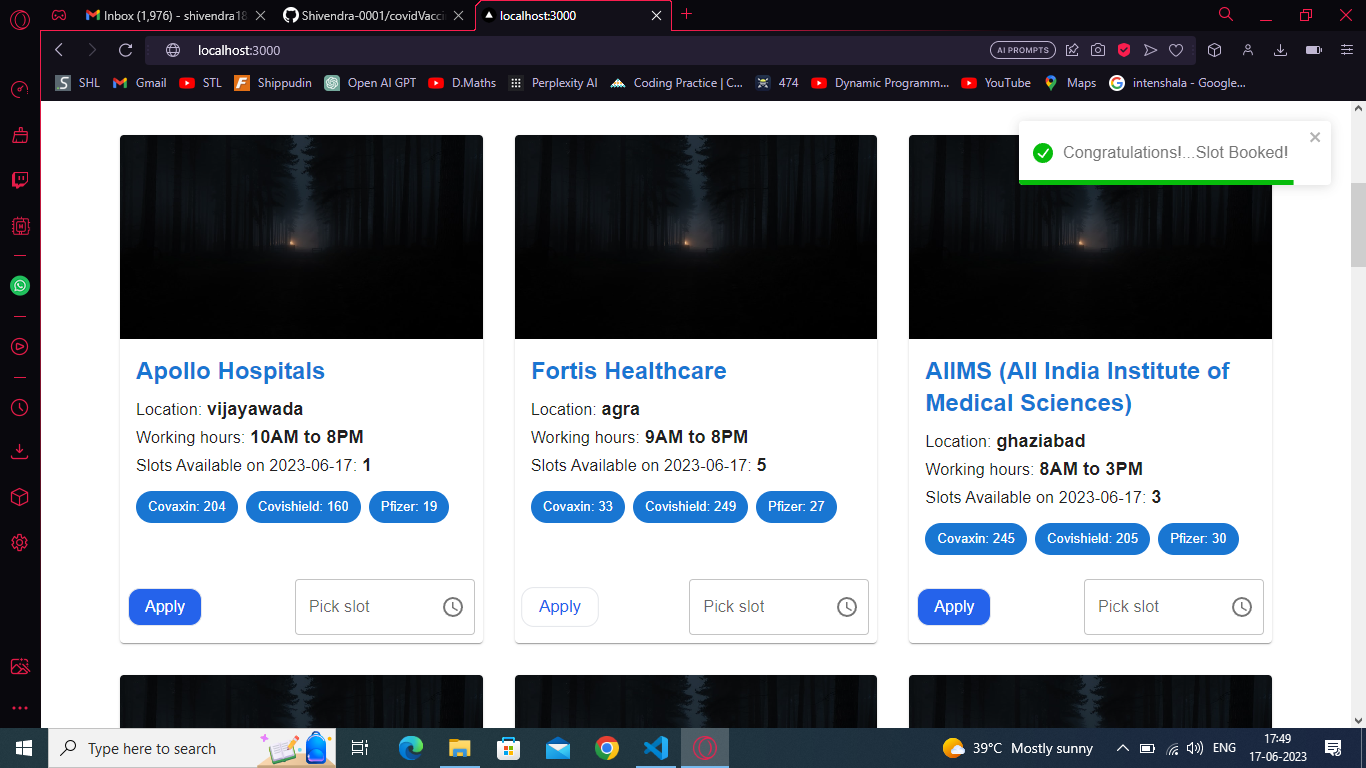 Inbox (1,976) - shivendra18
Shivendra-0001/covidVacci
localhost:3000
localhost:3000
AI PROMPTS
SHL
Gmail
STL
Shippudin
Open AI GPT
D.Maths
Perplexity AI
Coding Practice | C...
474
Dynamic Programm...
YouTube
Maps
intenshala - Google...
Congratulations!...Slot Booked!
Apollo Hospitals
Location: vijayawada
Working hours: 10AM to 8PM
Slots Available on 2023-06-17: 1
Covaxin: 204
Covishield: 160
Pfizer: 19
Apply
Pick slot
Fortis Healthcare
Location: agra
Working hours: 9AM to 8PM
Slots Available on 2023-06-17: 5
Covaxin: 33
Covishield: 249
Pfizer: 27
Apply
Pick slot
AIIMS (All India Institute of
Medical Sciences)
Location: ghaziabad
Working hours: 8AM to 3PM
Slots Available on 2023-06-17: 3
Covaxin: 245
Covishield: 205
Pfizer: 30
Apply
Pick slot
Type here to search
39°C Mostly sunny
ENG
17:49
17-06-2023